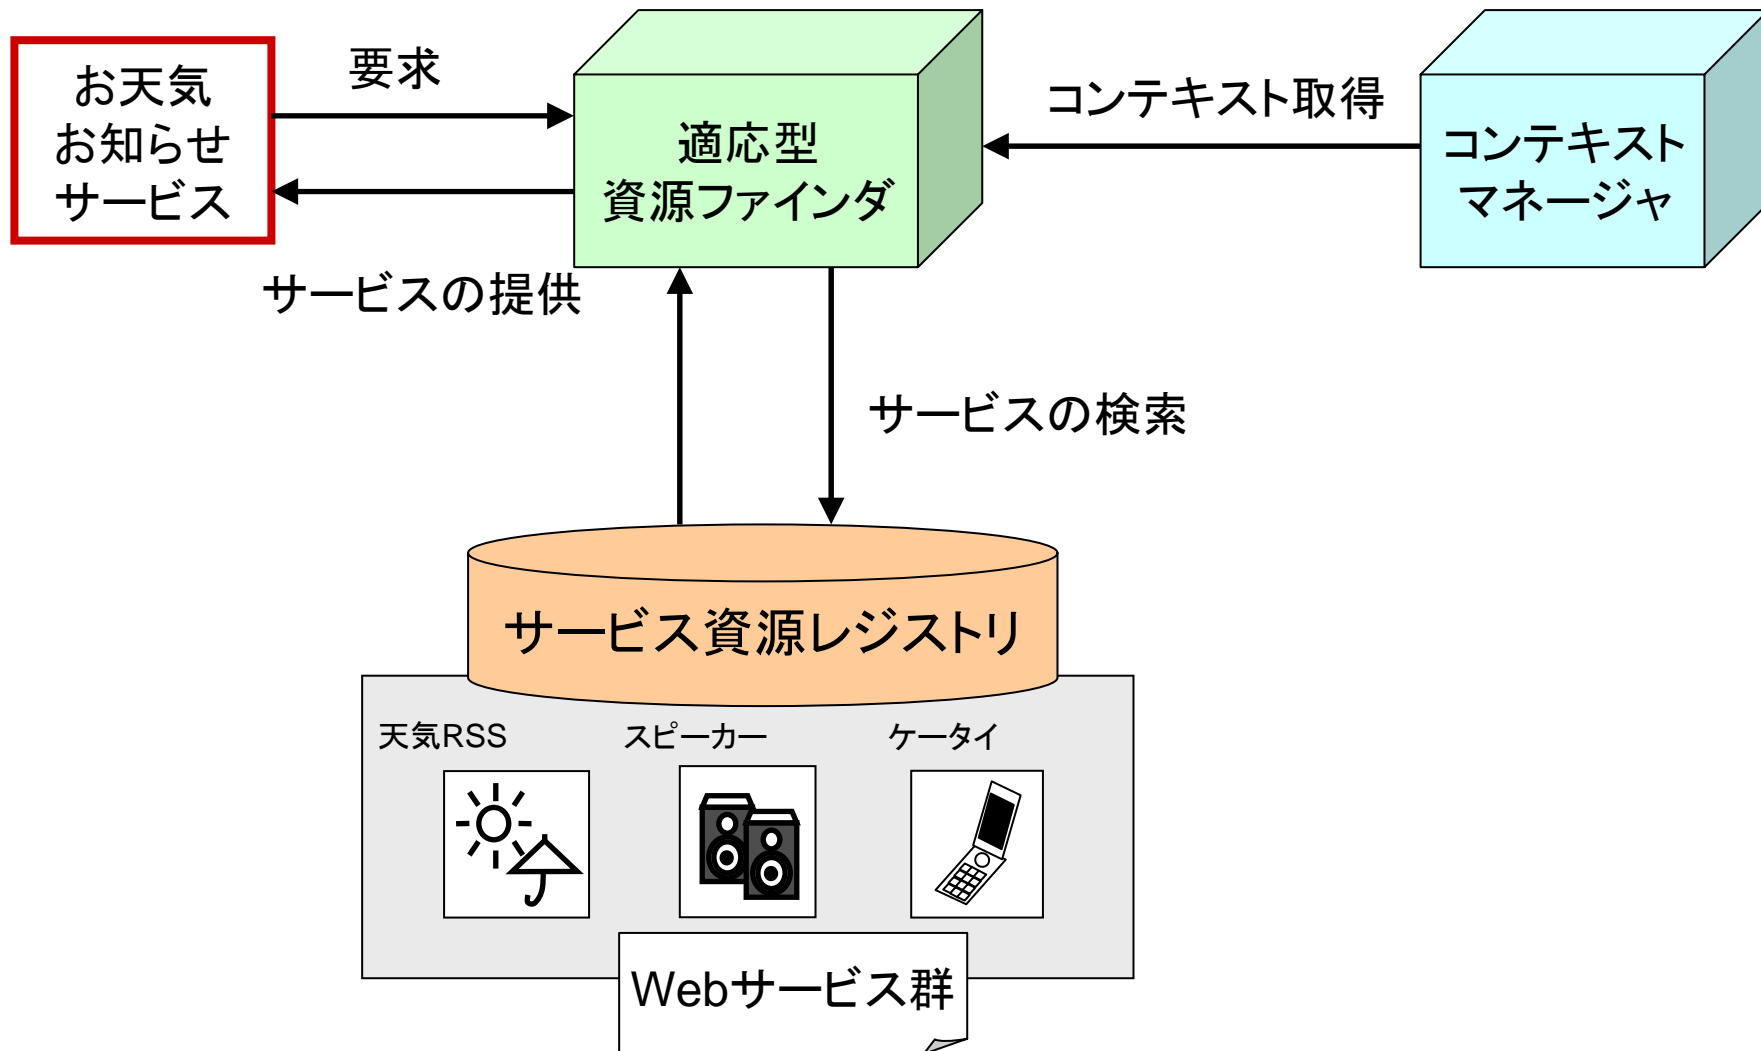 お天気
お知らせ
サービス
要求
適応型
資源ファインダ
コンテキスト取得
コンテキスト
マネージャ
サービスの提供
サービスの検索
サービス資源レジストリ
天気RSS
スピーカー
ケータイ
Webサービス群